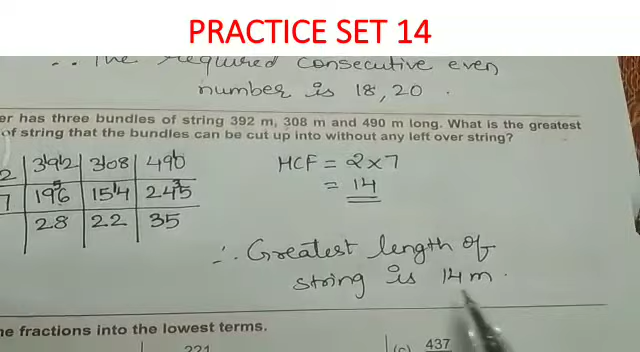 PRACTICE SET 14
∴ The required consecutive even
number is 18, 20.
er has three bundles of string 392 m, 308 m and 490 m long. What is the greatest
of string that the bundles can be cut up into without any left over string?
2 | 392 | 308 | 490
7 | 196 | 154 | 245
28 | 22 | 35
HCF = 2 × 7
= 14
∴ Greatest length of
string is 14 m.
he fractions into the lowest terms.
221
(c) 437